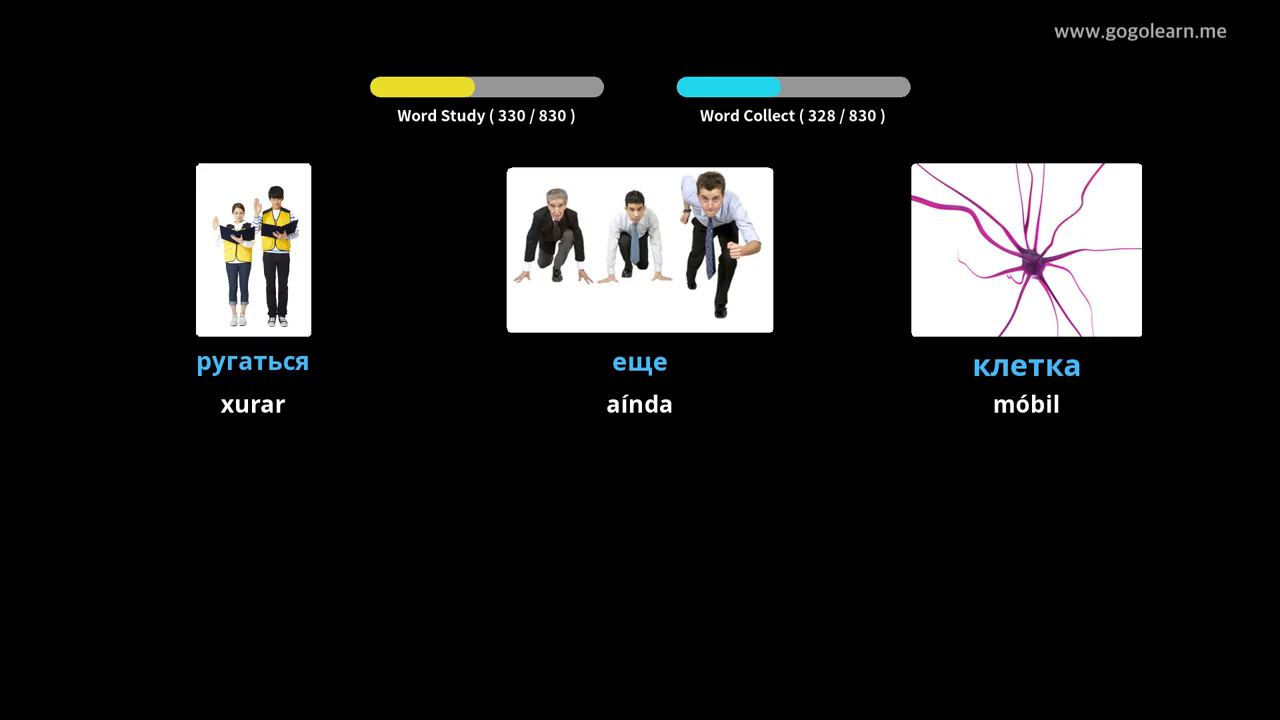 www.gogolearn.me
Word Study ( 330 / 830 )
Word Collect ( 328 / 830 )
ругаться
еще
клетка
xurar
aínda
móbil